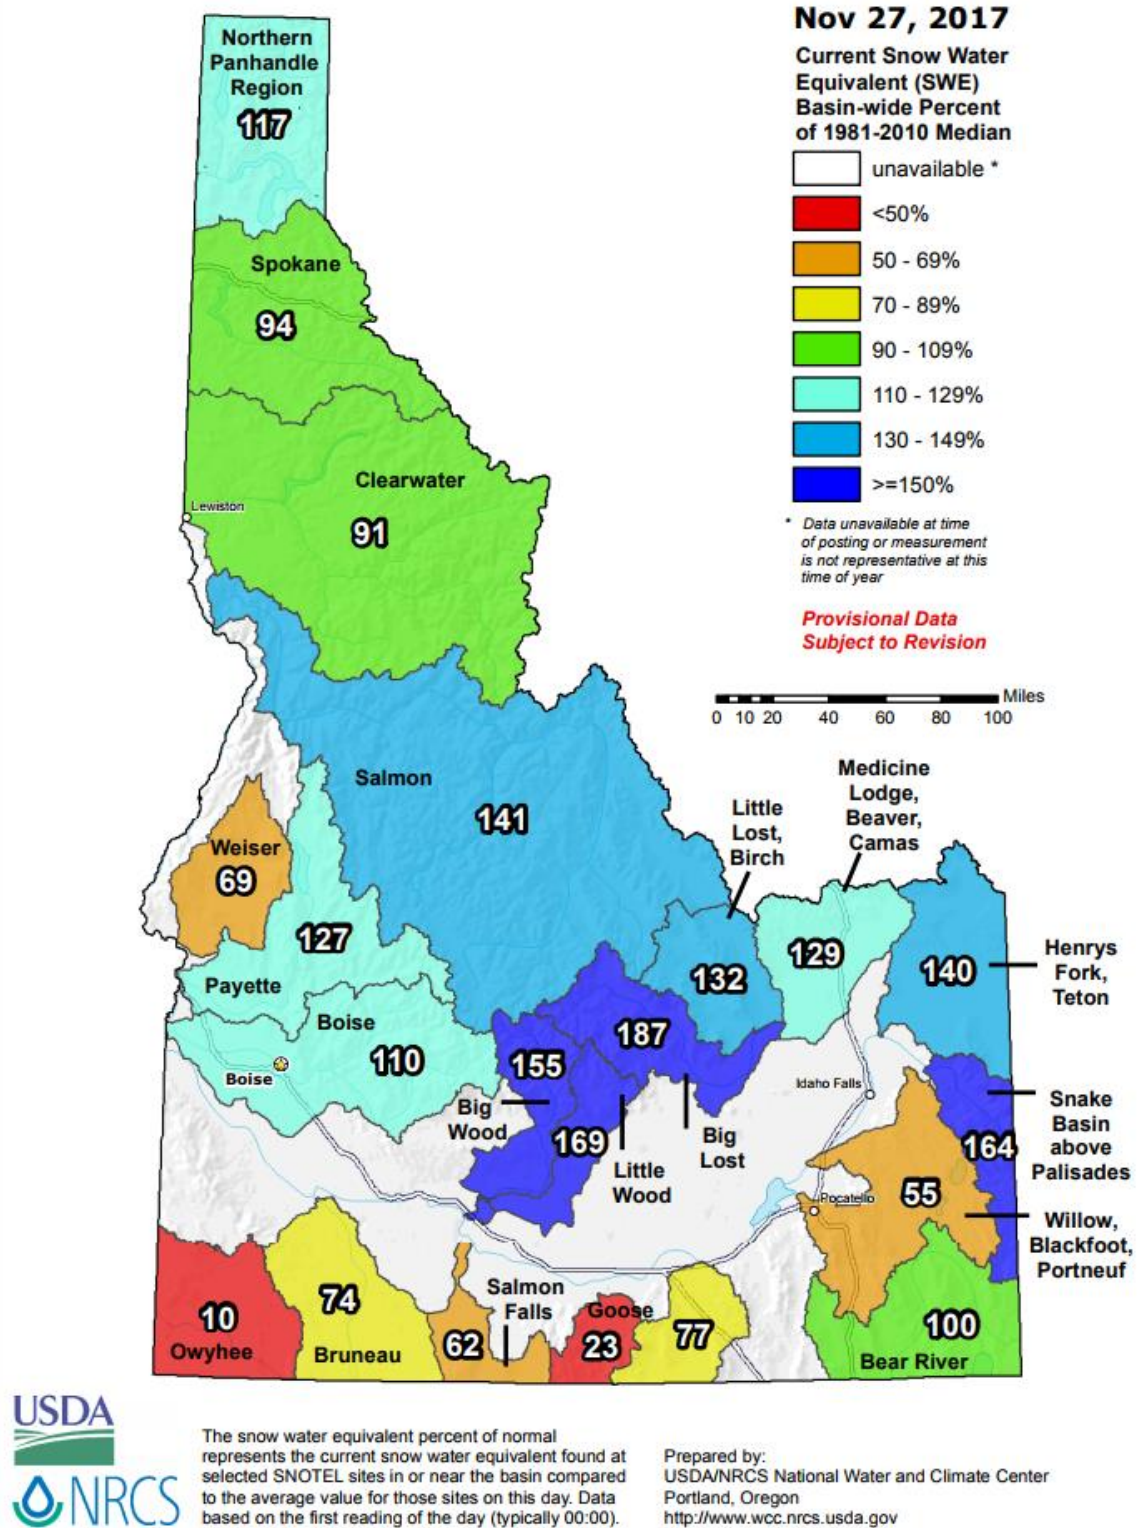 Nov 27, 2017
Current Snow Water
Equivalent (SWE)
Basin-wide Percent
of 1981-2010 Median
unavailable *
<50%
50 - 69%
70 - 89%
90 - 109%
110 - 129%
130 - 149%
>=150%
* Data unavailable at time
of posting or measurement
is not representative at this
time of year
Provisional Data
Subject to Revision
Miles
0 10 20 40 60 80 100
Northern
Panhandle
Region
117
Spokane
94
Clearwater
91
Lewiston
Salmon
141
Weiser
69
127
Payette
Boise
110
Boise
Little
Lost,
Birch
132
Medicine
Lodge,
Beaver,
Camas
129
140
Henrys
Fork,
Teton
187
155
Big
Wood
169
Little
Wood
Big
Lost
Idaho Falls
Snake
Basin
above
Palisades
164
Pocatello
55
Willow,
Blackfoot,
Portneuf
10
Owyhee
74
Bruneau
62
Salmon
Falls
Goose
23
77
100
Bear River
USDA
NRCS
The snow water equivalent percent of normal
represents the current snow water equivalent found at
selected SNOTEL sites in or near the basin compared
to the average value for those sites on this day. Data
based on the first reading of the day (typically 00:00).
Prepared by:
USDA/NRCS National Water and Climate Center
Portland, Oregon
http://www.wcc.nrcs.usda.gov